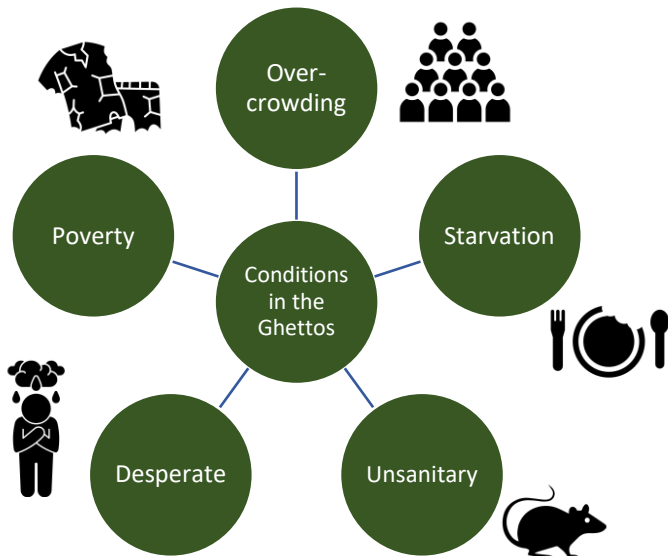 Over-
crowding
Poverty
Starvation
Conditions
in the
Ghettos
Desperate
Unsanitary